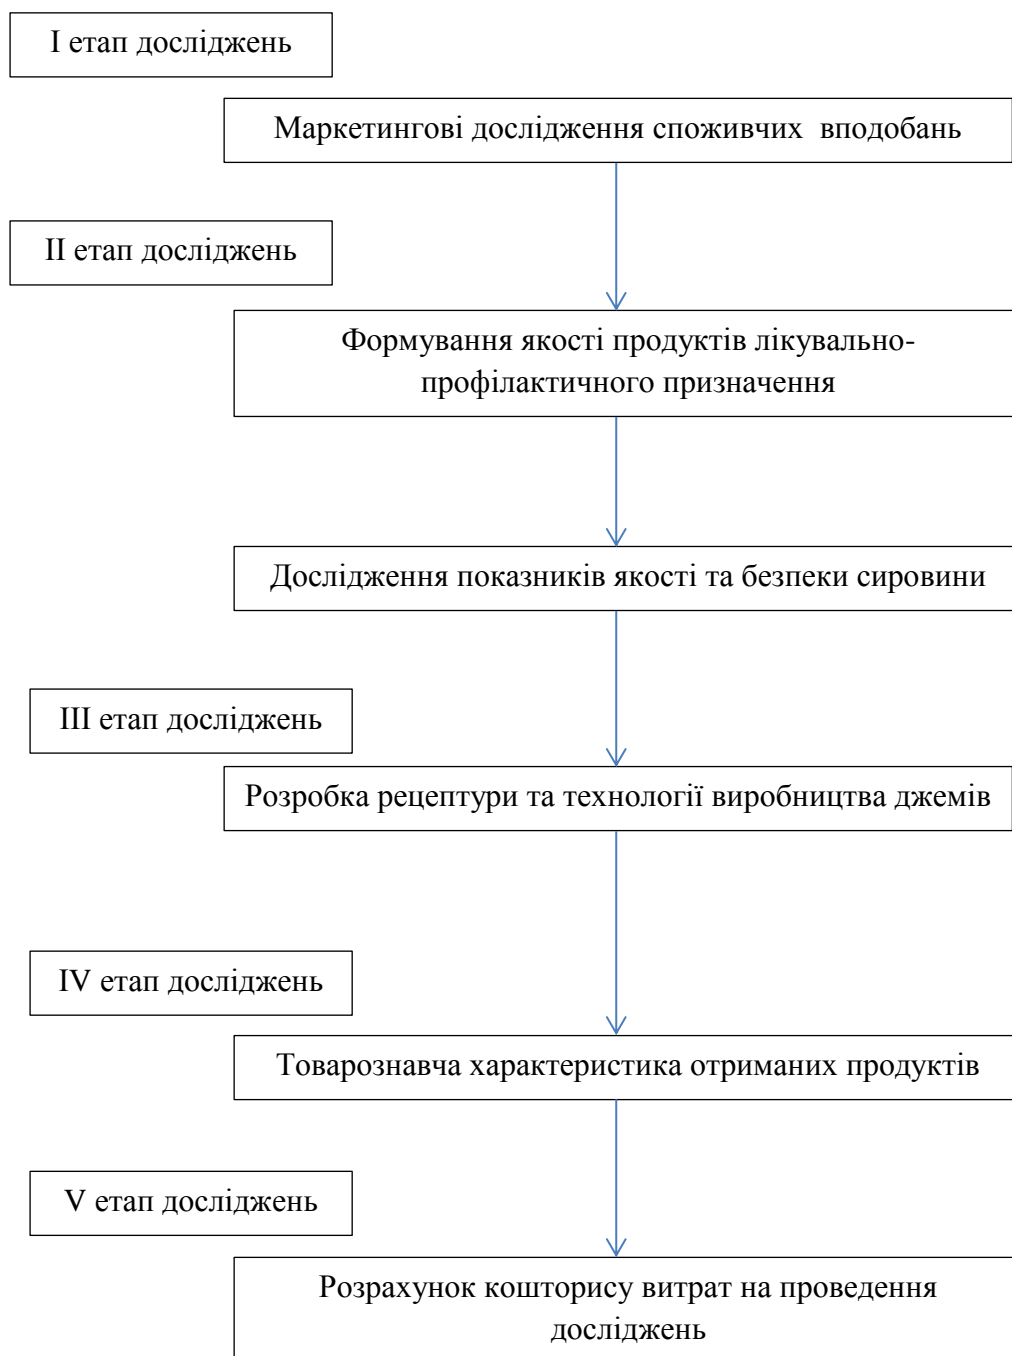 І етап досліджень
Маркетингові дослідження споживчих вподобань
ІІ етап досліджень
Формування якості продуктів лікувально-
профілактичного призначення
Дослідження показників якості та безпеки сировини
ІІІ етап досліджень
Розробка рецептури та технології виробництва джемів
IV етап досліджень
Товарознавча характеристика отриманих продуктів
V етап досліджень
Розрахунок кошторису витрат на проведення
досліджень